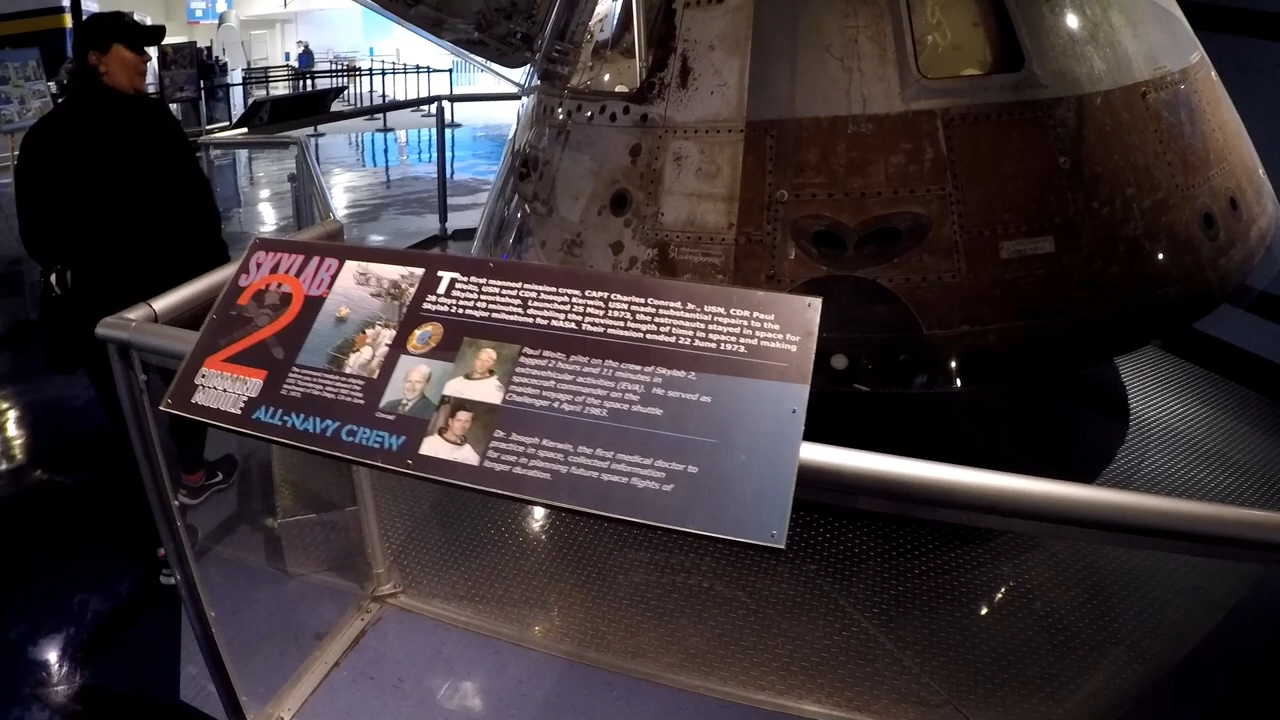 SKYLAB
2
COMMAND
MODULE
ALL-NAVY CREW
The first manned mission crew, CAPT Charles Conrad, Jr., USN, CDR Paul
Weitz, USN and CDR Joseph Kerwin, USN made substantial repairs to the
Skylab workshop. Launched 25 May 1973, the astronauts stayed in space for
28 days and 49 minutes, doubling the previous length of time in space and making
Skylab 2 a major milestone for NASA. Their mission ended 22 June 1973.
Paul Weitz, pilot on the crew of Skylab 2,
logged 2 hours and 11 minutes in
extravehicular activities (EVA). He served as
spacecraft commander on the
maiden voyage of the space shuttle
Challenger 4 April 1983.
Dr. Joseph Kerwin, the first medical doctor to
practice in space, collected information
for use in planning future space flights of
longer duration.